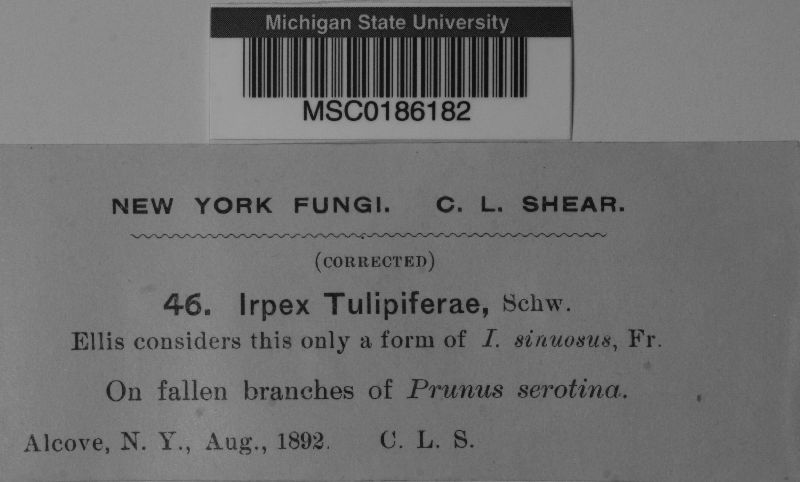 Michigan State University
MSC0186182
NEW YORK FUNGI. C. L. SHEAR.
(CORRECTED)
46. Irpex Tulipiferae, Schw.
Ellis considers this only a form of I. sinuosus, Fr.
On fallen branches of Prunus serotina.
Alcove, N. Y., Aug., 1892. C. L. S.